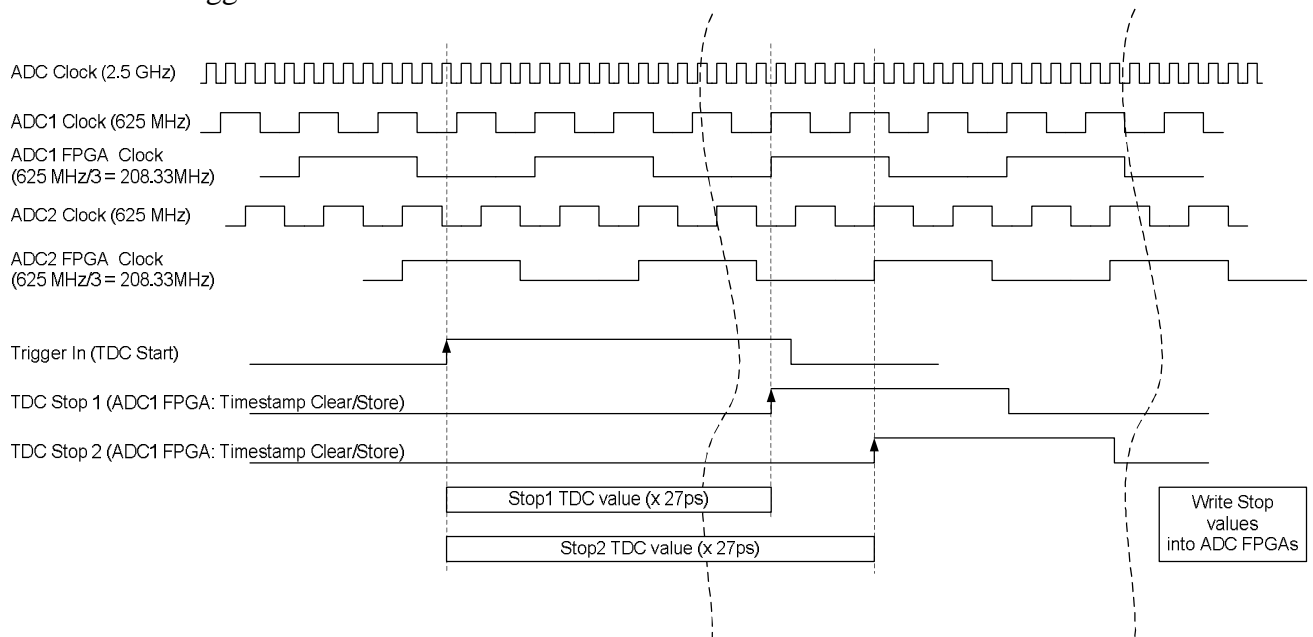 ADC Clock (2.5 GHz)
ADC1 Clock (625 MHz)
ADC1 FPGA Clock
(625 MHz/3 = 208.33MHz)
ADC2 Clock (625 MHz)
ADC2 FPGA Clock
(625 MHz/3 = 208.33MHz)
Trigger In (TDC Start)
TDC Stop 1 (ADC1 FPGA: Timestamp Clear/Store)
TDC Stop 2 (ADC1 FPGA: Timestamp Clear/Store)
Stop1 TDC value (x 27ps)
Stop2 TDC value (x 27ps)
Write Stop
values
into ADC FPGAs